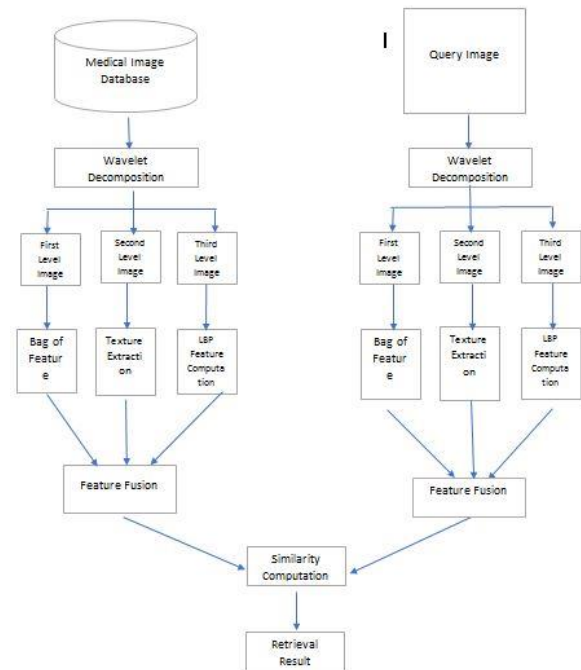 Medical Image
Database
I
Query Image
Wavelet
Decomposition
Wavelet
Decomposition
First
Level
Image
Second
Level
Image
Third
Level
Image
First
Level
Image
Second
Level Image
Third
Level
Image
Bag of
Featur
e
Texture
Extracti
on
LBP
Feature
Computa
tion
Bag of
Featur
e
Texture
Extracti
on
LBP
Feature
Computa
tion
Feature Fusion
Feature Fusion
Similarity
Computation
Retrieval
Result